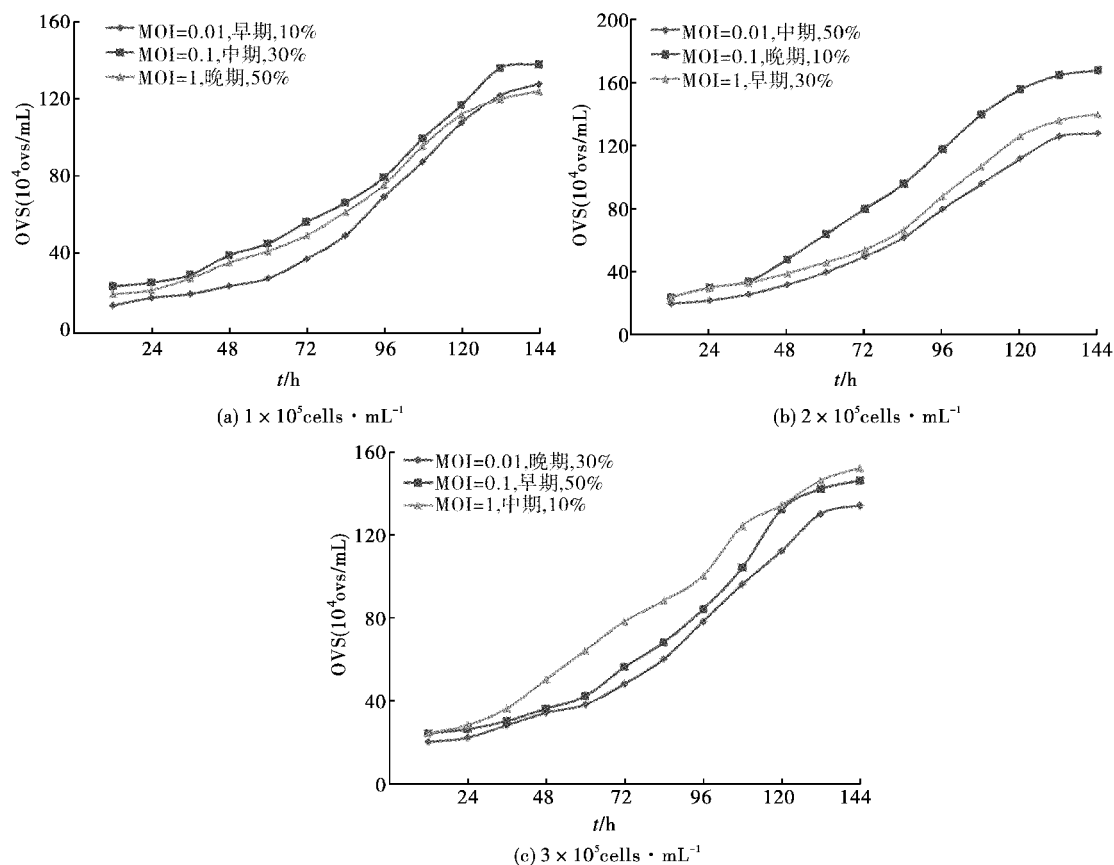 160
120
80
40
0
OVS(10⁴ovs/mL)
MOI=0.01,早期,10%
MOI=0.1,中期,30%
MOI=1,晚期,50%
24 48 72 96 120 144
t/h
(a) 1 × 10⁵cells · mL⁻¹
200
160
120
80
40
0
OVS(10⁴ovs/mL)
MOI=0.01,中期,50%
MOI=0.1,晚期,10%
MOI=1,早期,30%
24 48 72 96 120 144
t/h
(b) 2 × 10⁵cells · mL⁻¹
160
120
80
40
0
OVS(10⁴ovs/mL)
MOI=0.01,晚期,30%
MOI=0.1,早期,50%
MOI=1,中期,10%
24 48 72 96 120 144
t/h
(c) 3 × 10⁵cells · mL⁻¹